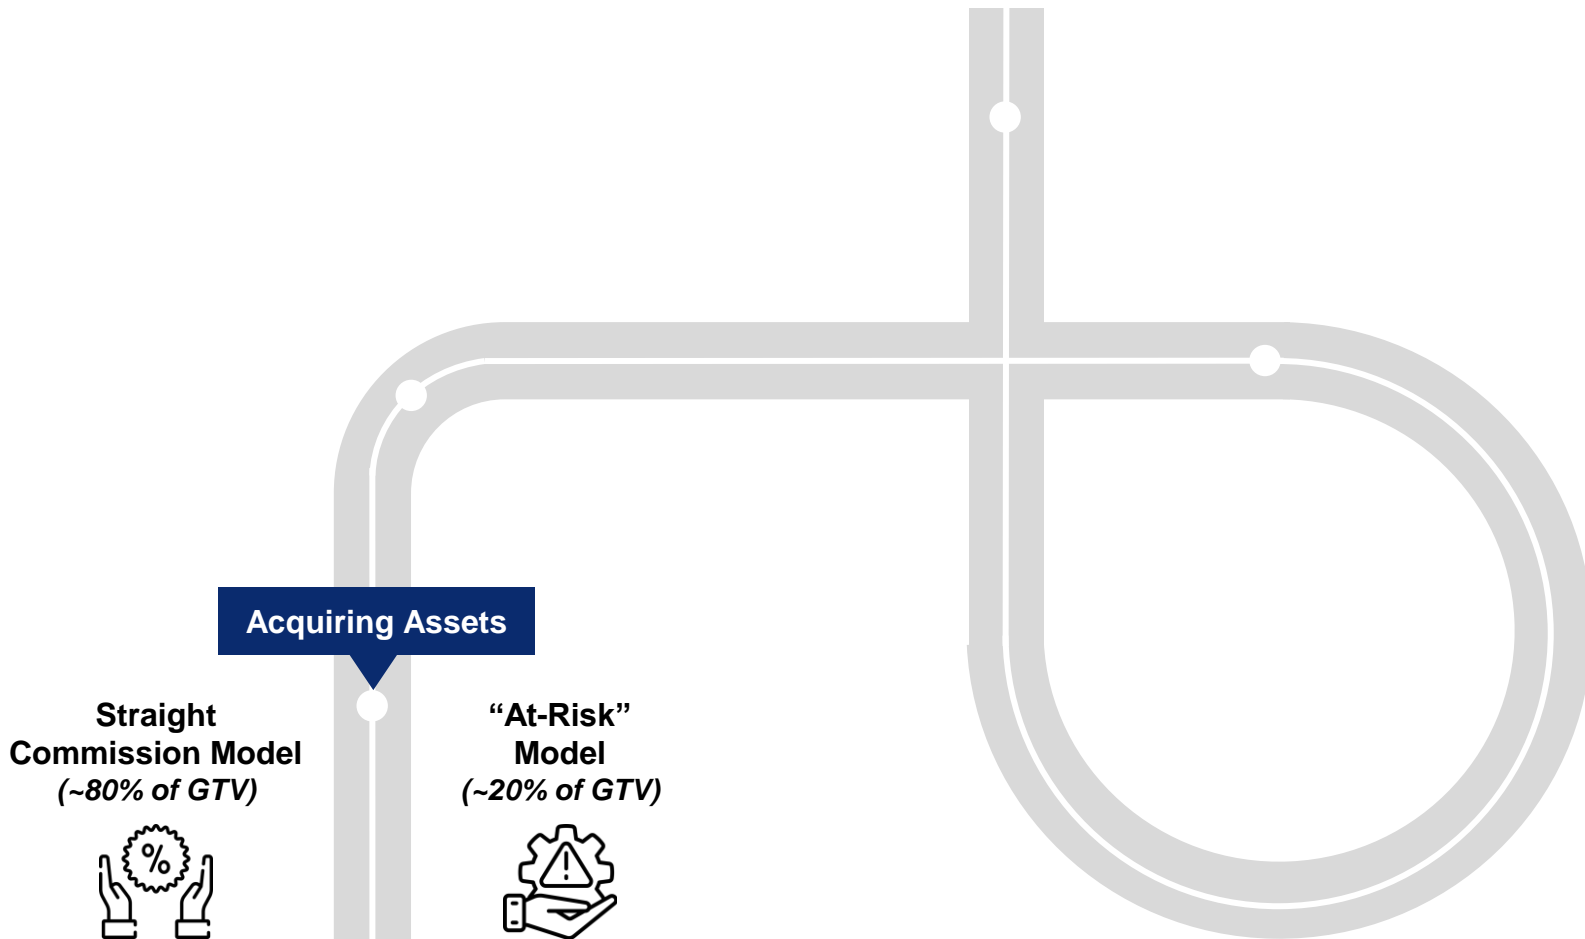 Acquiring Assets
Straight
Commission Model
(~80% of GTV)
%
“At-Risk”
Model
(~20% of GTV)